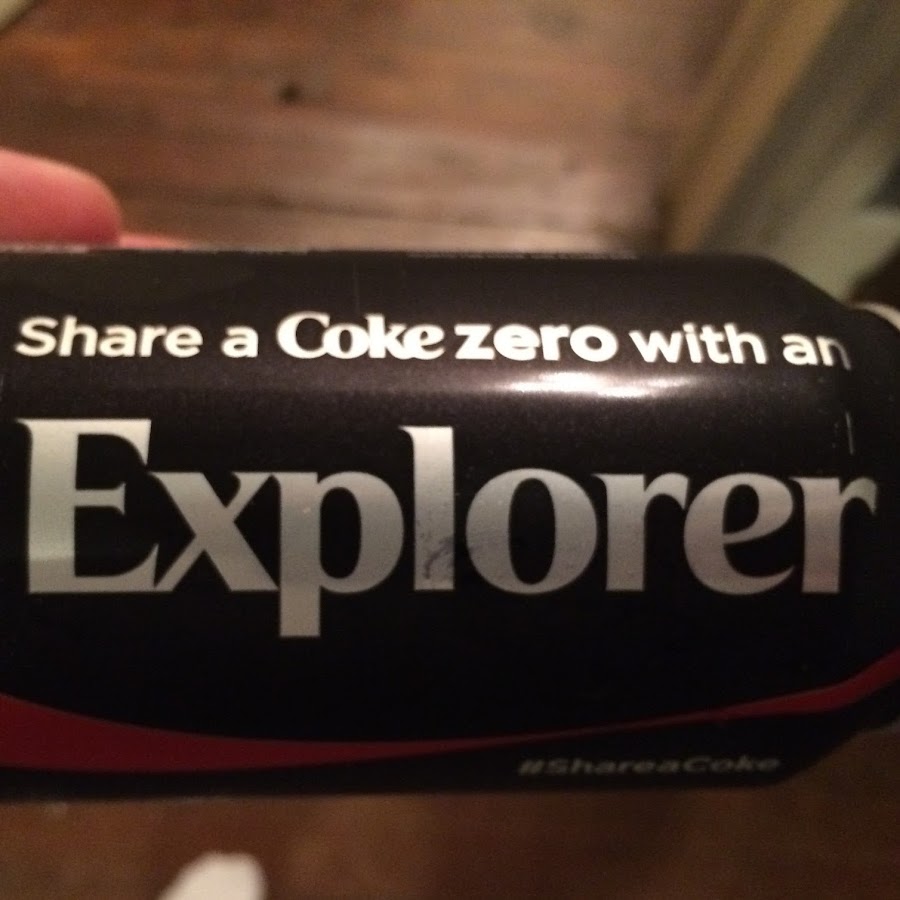 Share a Coke zero with an
Explorer
#ShareaCoke